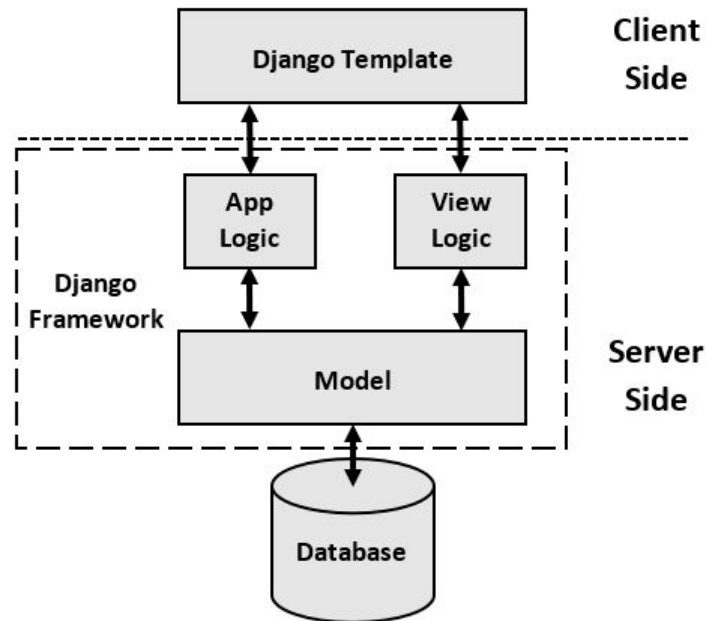 Client
Side
Django Template
App
Logic
View
Logic
Django
Framework
Model
Server
Side
Database